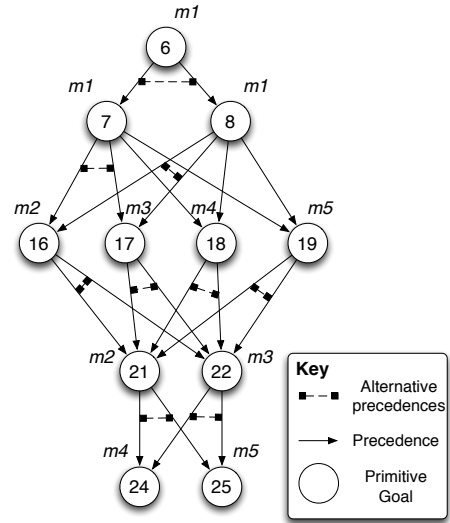 m1
6
m1
m1
7
8
m2
m3
m4
m5
16
17
18
19
m2
m3
21
22
m4
m5
24
25
Key
Alternative
precedences
Precedence
Primitive
Goal